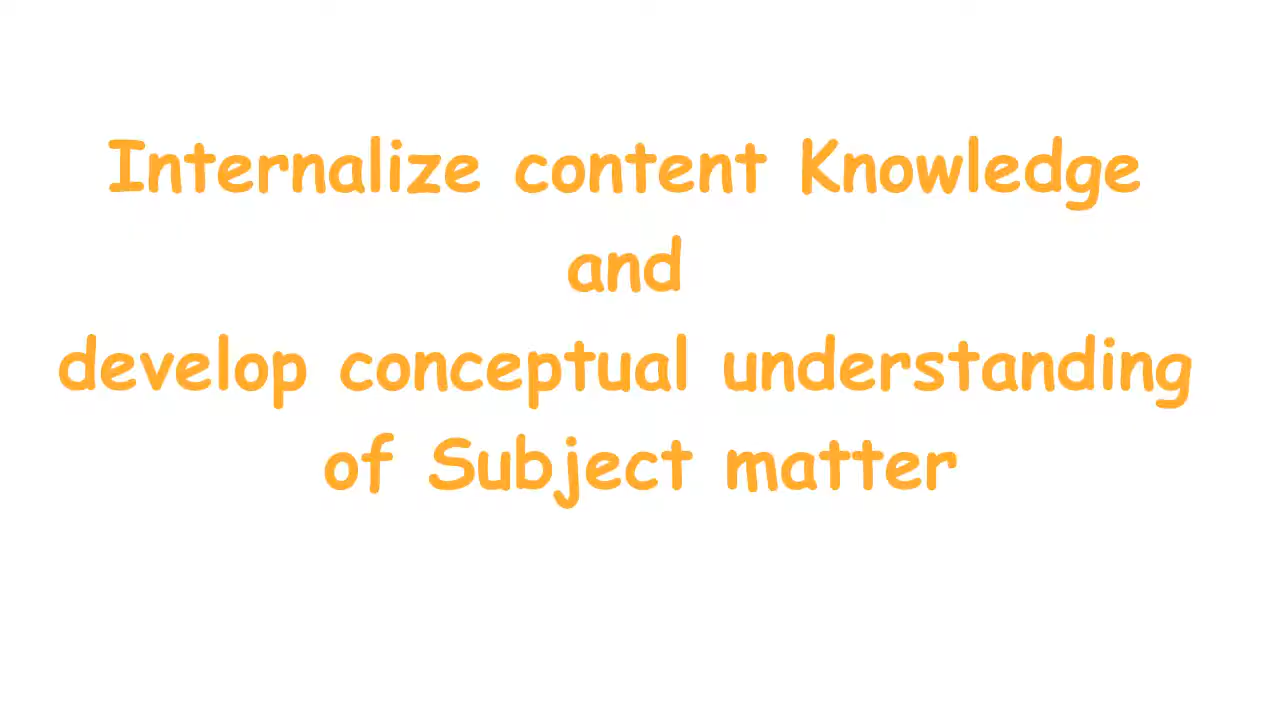 Internalize content Knowledge
and
develop conceptual understanding
of Subject matter